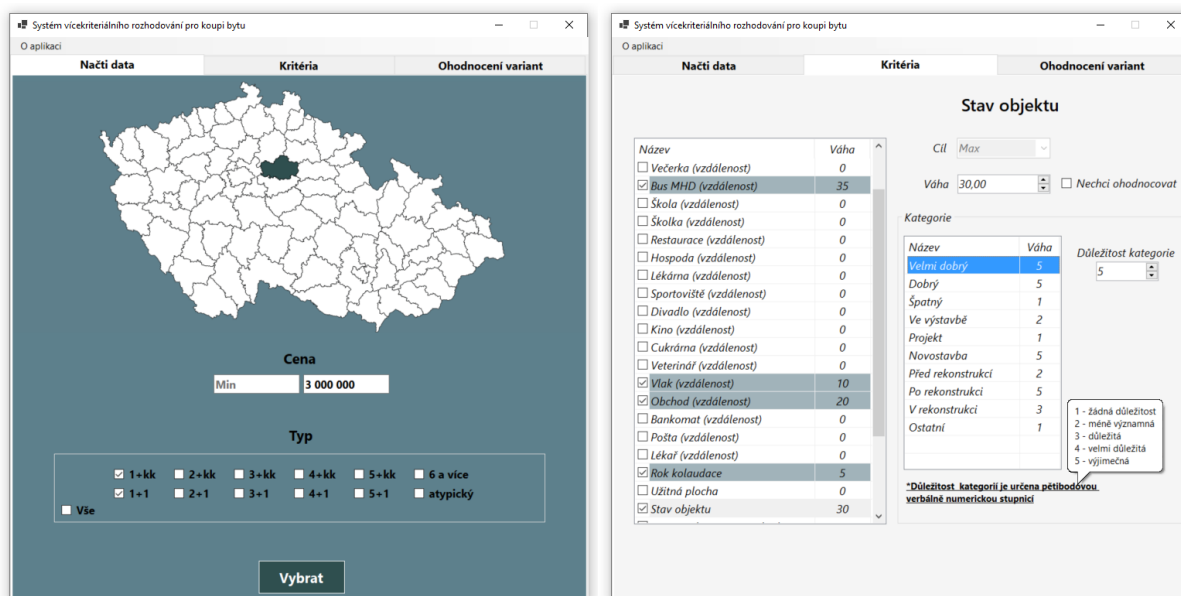 Systém vícekriteriálního rozhodování pro koupi bytu
O aplikaci
Načti data
Kritéria
Ohodnocení variant
Cena
Min
3 000 000
Typ
1+kk 2+kk 3+kk 4+kk 5+kk 6 a více
1+1 2+1 3+1 4+1 5+1 atypický
Vše
Vybrat
Systém vícekriteriálního rozhodování pro koupi bytu
O aplikaci
Načti data
Kritéria
Ohodnocení variant
Stav objektu
Název Váha
Večerka (vzdálenost) 0
Bus MHD (vzdálenost) 35
Škola (vzdálenost) 0
Školka (vzdálenost) 0
Restaurace (vzdálenost) 0
Hospoda (vzdálenost) 0
Lékárna (vzdálenost) 0
Sportoviště (vzdálenost) 0
Divadlo (vzdálenost) 0
Kino (vzdálenost) 0
Cukrárna (vzdálenost) 0
Veterinář (vzdálenost) 0
Vlak (vzdálenost) 10
Obchod (vzdálenost) 20
Bankomat (vzdálenost) 0
Pošta (vzdálenost) 0
Lékař (vzdálenost) 0
Rok kolaudace 5
Užitná plocha 0
Stav objektu 30
Cíl Max
Váha 30,00 Nechci ohodnocovat
Kategorie
Název Váha
Velmi dobrý 5
Dobrý 5
Špatný 1
Ve výstavbě 2
Projekt 1
Novostavba 5
Před rekonstrukcí 2
Po rekonstrukci 5
V rekonstrukci 3
Ostatní 1
Důležitost kategorie
5
1 - žádná důležitost
2 - méně významná
3 - důležitá
4 - velmi důležitá
5 - výjimečná
*Důležitost kategorií je určena pětibodovou
verbálně numerickou stupnicí